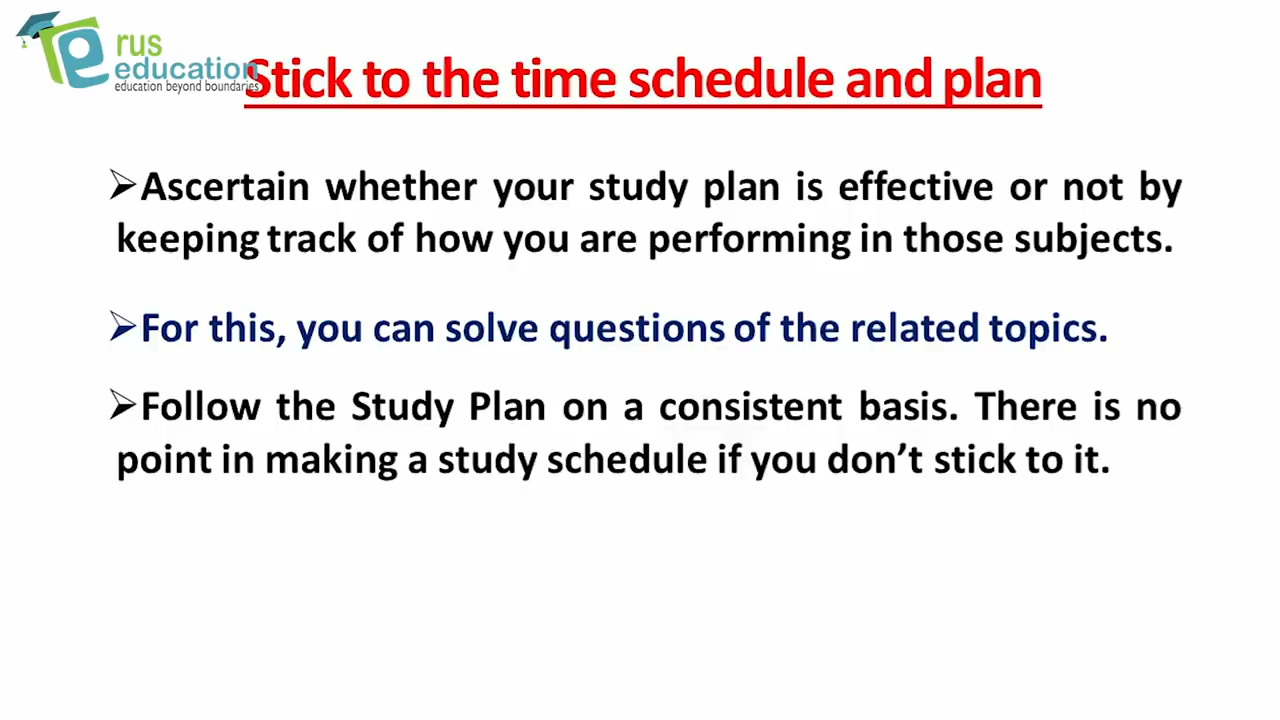 rus
education
education beyond boundaries
Stick to the time schedule and plan
➢Ascertain whether your study plan is effective or not by
keeping track of how you are performing in those subjects.
➢For this, you can solve questions of the related topics.
➢Follow the Study Plan on a consistent basis. There is no
point in making a study schedule if you don’t stick to it.